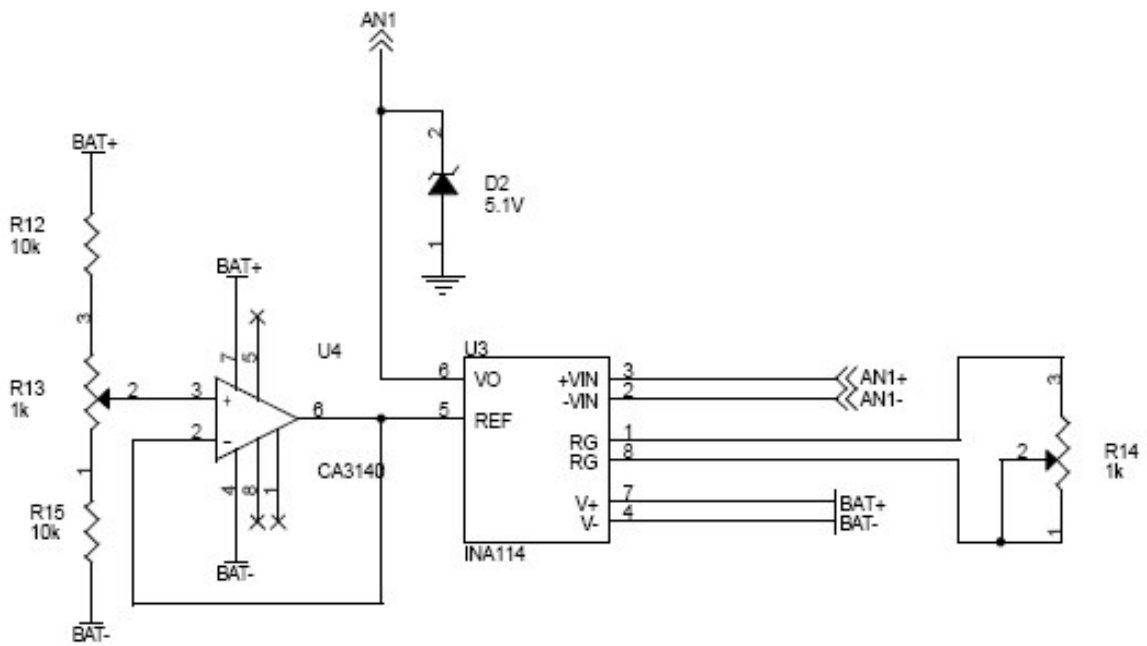 AN1
BAT+
2
D2
5.1V
R12
10k
1
BAT+
3
7
5
U4
U3
R13
1k
2
3
+
6
6
VO
+VIN
3
AN1+
2
AN1-
-VIN
5
REF
2
-
1
RG
1
8
RG
3
2
R14
1k
CA3140
R15
10k
4
8
1
V+
7
BAT+
V-
4
BAT-
1
INA114
BAT-
BAT-